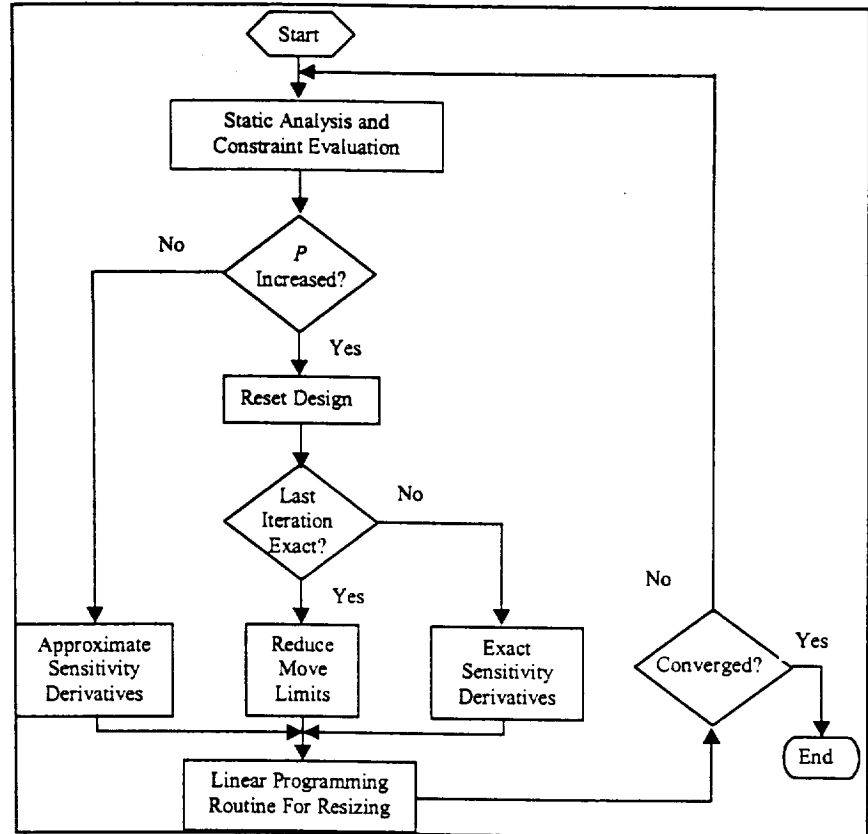 Start
Static Analysis and
Constraint Evaluation
No
P
Increased?
Yes
Reset Design
Last
Iteration
Exact?
No
Yes
No
Approximate
Sensitivity
Derivatives
Reduce
Move
Limits
Exact
Sensitivity
Derivatives
Converged?
Yes
Linear Programming
Routine For Resizing
End